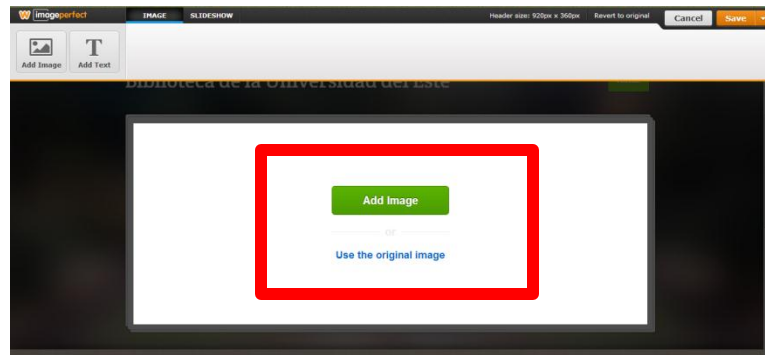 imageperfect IMAGE SLIDESHOW Header size: 920px x 360px Revert to original Cancel Save
Add Image Add Text
Biblioteca de la Universidad del Este
Add Image
or
Use the original image